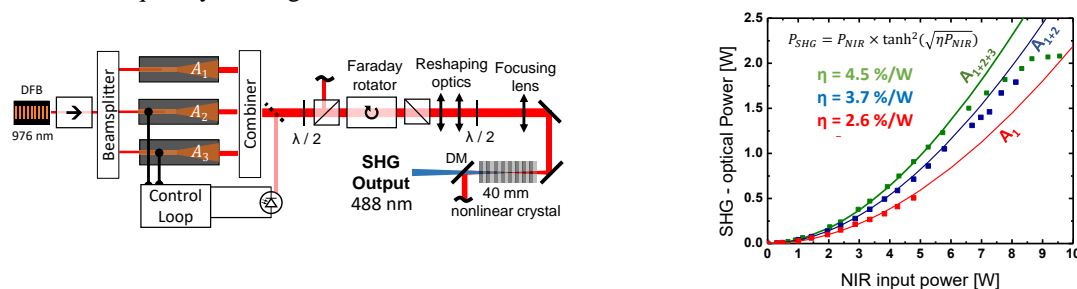 DFB
976 nm
Beamsplitter
A₁
A₂
A₃
Combiner
Control
Loop
λ / 2
Faraday
rotator
Reshaping
optics
λ / 2
Focusing
lens
SHG
Output
488 nm
DM
40 mm
nonlinear crystal
SHG - optical Power [W]
2.5
2.0
1.5
1.0
0.5
0.0
P_SHG = P_NIR × tanh²(√ηP_NIR)
η = 4.5 %/W
η = 3.7 %/W
η = 2.6 %/W
A₁₊₂₊₃
A₁₊₂
A₁
0 1 2 3 4 5 6 7 8 9 10
NIR input power [W]